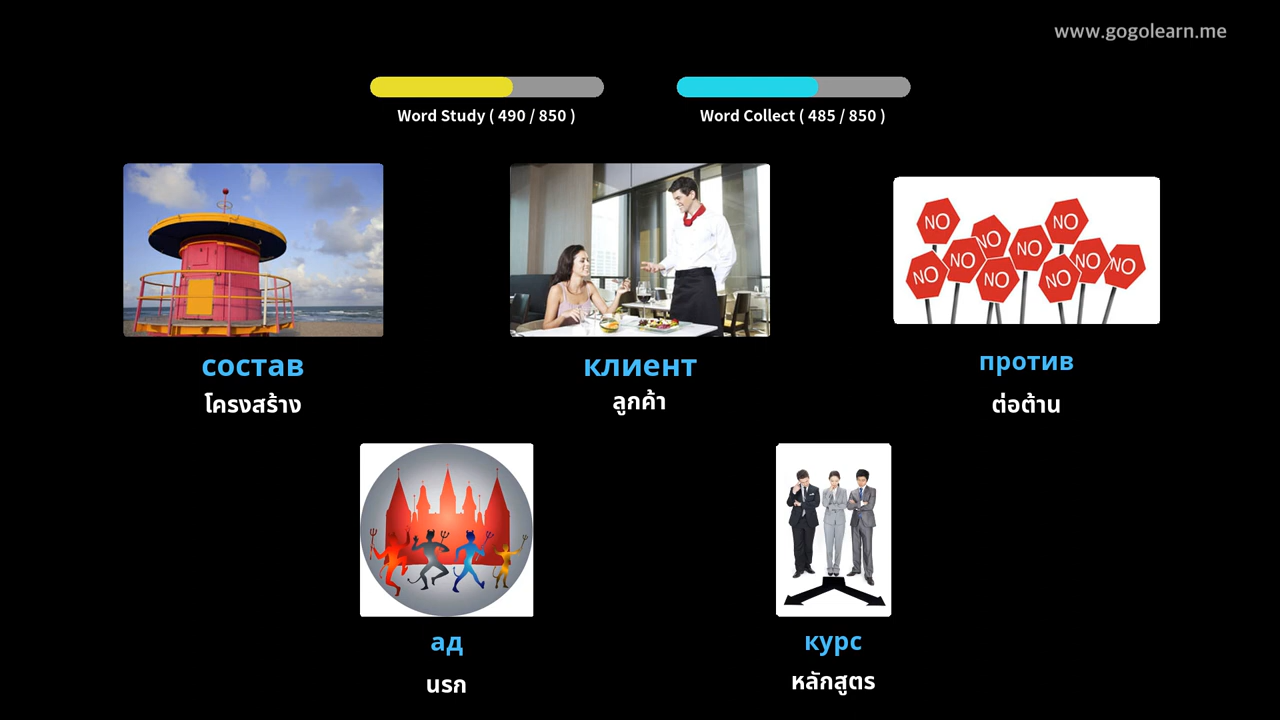 www.gogolearn.me
Word Study ( 490 / 850 )
Word Collect ( 485 / 850 )
NO
NO
NO
NO
NO
NO
NO
NO
NO
NO
состав
โครงสร้าง
клиент
ลูกค้า
против
ต่อต้าน
ад
นรก
курс
หลักสูตร